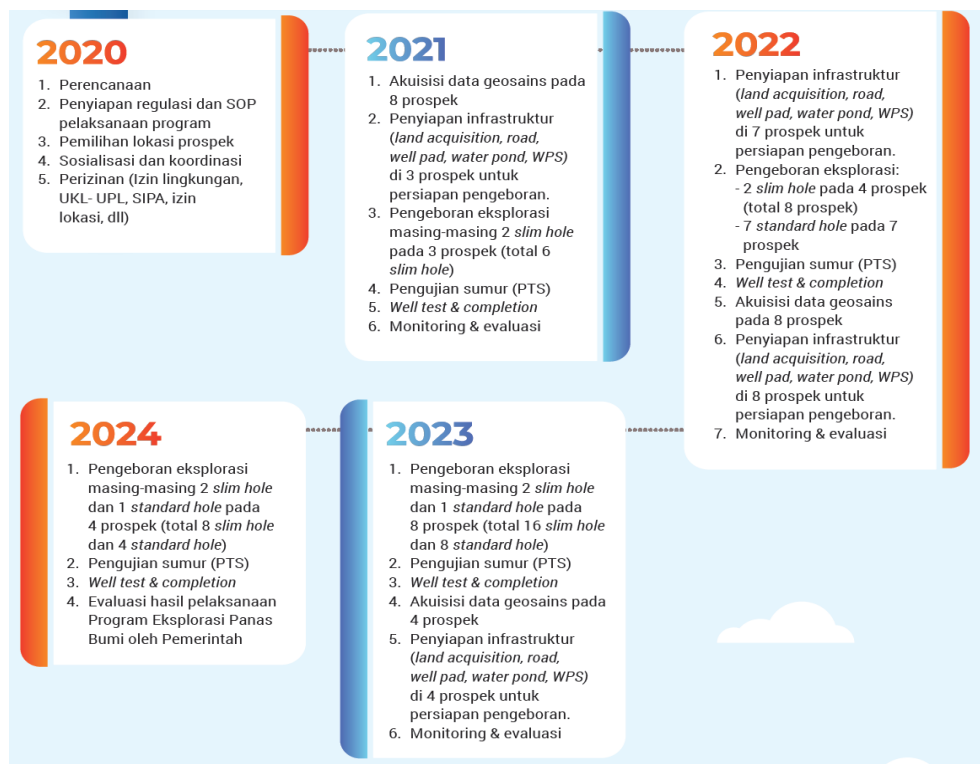 2020
1. Perencanaan
2. Penyiapan regulasi dan SOP
pelaksanaan program
3. Pemilihan lokasi prospek
4. Sosialisasi dan koordinasi
5. Perizinan (Izin lingkungan,
UKL- UPL, SIPA, izin
lokasi, dll)
2021
1. Akuisisi data geosains pada
8 prospek
2. Penyiapan infrastruktur
(land acquisition, road,
well pad, water pond, WPS)
di 3 prospek untuk
persiapan pengeboran.
3. Pengeboran eksplorasi
masing-masing 2 slim hole
pada 3 prospek (total 6
slim hole)
4. Pengujian sumur (PTS)
5. Well test & completion
6. Monitoring & evaluasi
2022
1. Penyiapan infrastruktur
(land acquisition, road,
well pad, water pond, WPS)
di 7 prospek untuk
persiapan pengeboran.
2. Pengeboran eksplorasi:
- 2 slim hole pada 4 prospek
(total 8 prospek)
- 7 standard hole pada 7
prospek
3. Pengujian sumur (PTS)
4. Well test & completion
5. Akuisisi data geosains
pada 8 prospek
6. Penyiapan infrastruktur
(land acquisition, road,
well pad, water pond, WPS)
di 8 prospek untuk
persiapan pengeboran.
7. Monitoring & evaluasi
2023
1. Pengeboran eksplorasi
masing-masing 2 slim hole
dan 1 standard hole pada
8 prospek (total 16 slim hole
dan 8 standard hole)
2. Pengujian sumur (PTS)
3. Well test & completion
4. Akuisisi data geosains pada
4 prospek
5. Penyiapan infrastruktur
(land acquisition, road,
well pad, water pond, WPS)
di 4 prospek untuk
persiapan pengeboran.
6. Monitoring & evaluasi
2024
1. Pengeboran eksplorasi
masing-masing 2 slim hole
dan 1 standard hole pada
4 prospek (total 8 slim hole
dan 4 standard hole)
2. Pengujian sumur (PTS)
3. Well test & completion
4. Evaluasi hasil pelaksanaan
Program Eksplorasi Panas
Bumi oleh Pemerintah